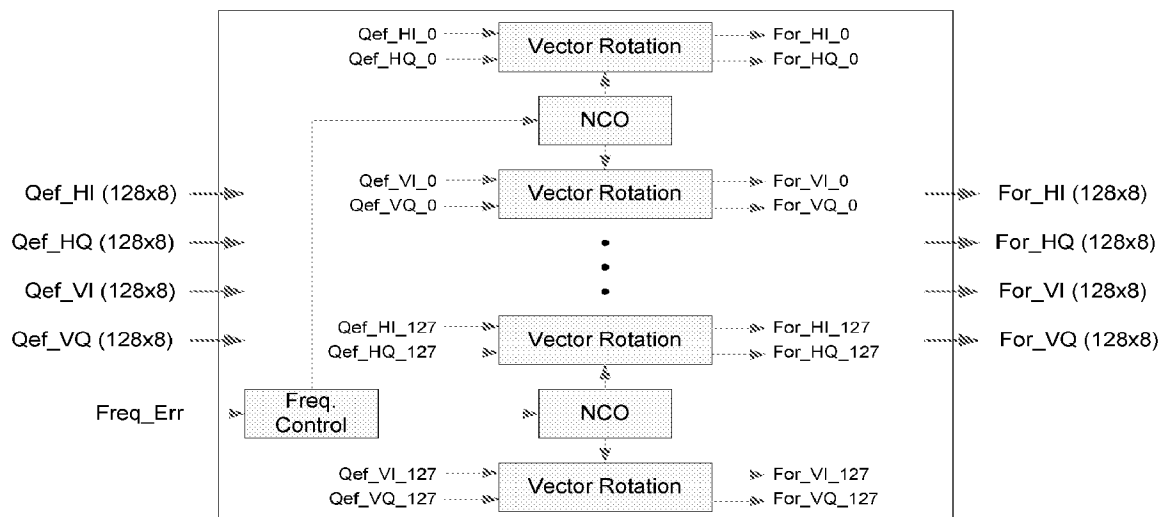 Qef_HI_0
Qef_HQ_0
Vector Rotation
For_HI_0
For_HQ_0
NCO
Qef_VI_0
Qef_VQ_0
Vector Rotation
For_VI_0
For_VQ_0
Qef_HI (128x8)
Qef_HQ (128x8)
Qef_VI (128x8)
Qef_VQ (128x8)
For_HI (128x8)
For_HQ (128x8)
For_VI (128x8)
For_VQ (128x8)
Qef_HI_127
Qef_HQ_127
Vector Rotation
For_HI_127
For_HQ_127
Freq_Err
Freq.
Control
NCO
Qef_VI_127
Qef_VQ_127
Vector Rotation
For_VI_127
For_VQ_127